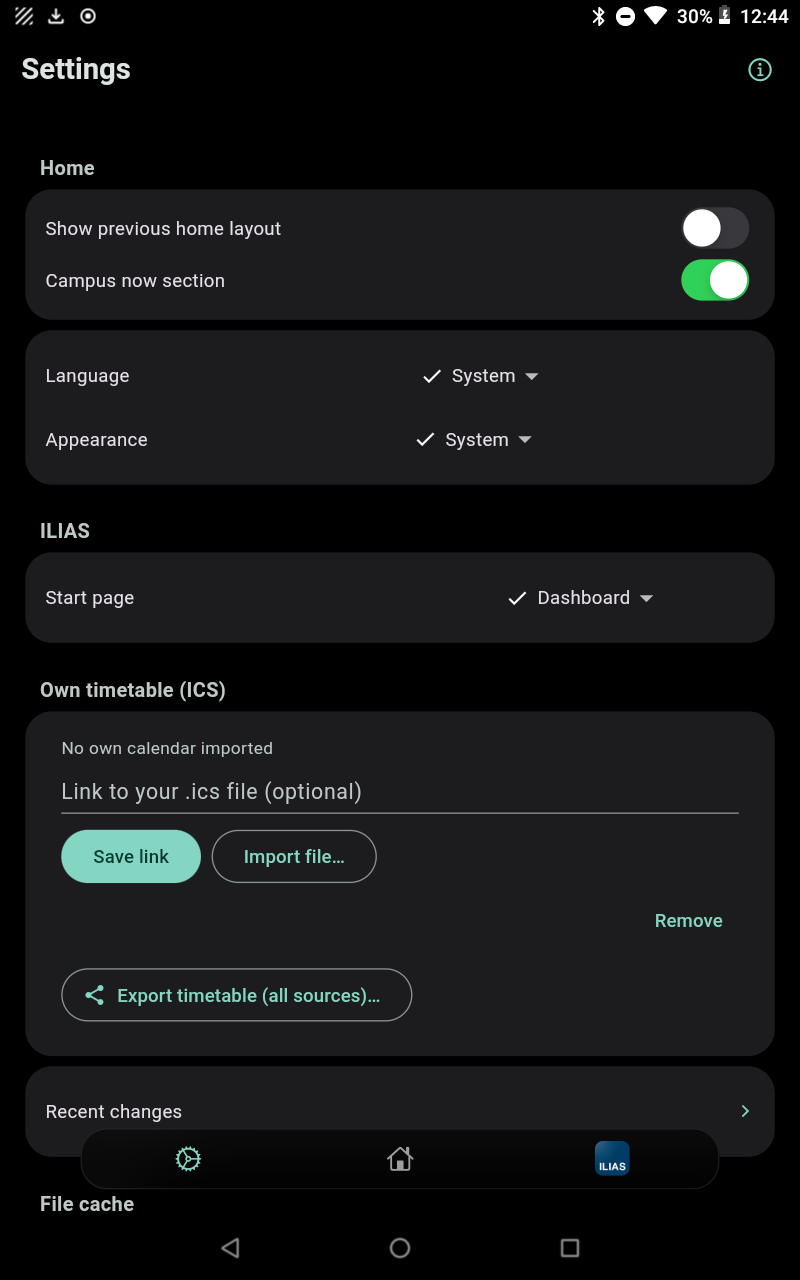 30% 12:44
Settings
Home
Show previous home layout
Campus now section
Language System
Appearance System
ILIAS
Start page Dashboard
Own timetable (ICS)
No own calendar imported
Link to your .ics file (optional)
Save link Import file…
Remove
Export timetable (all sources)…
Recent changes
ILIAS
File cache